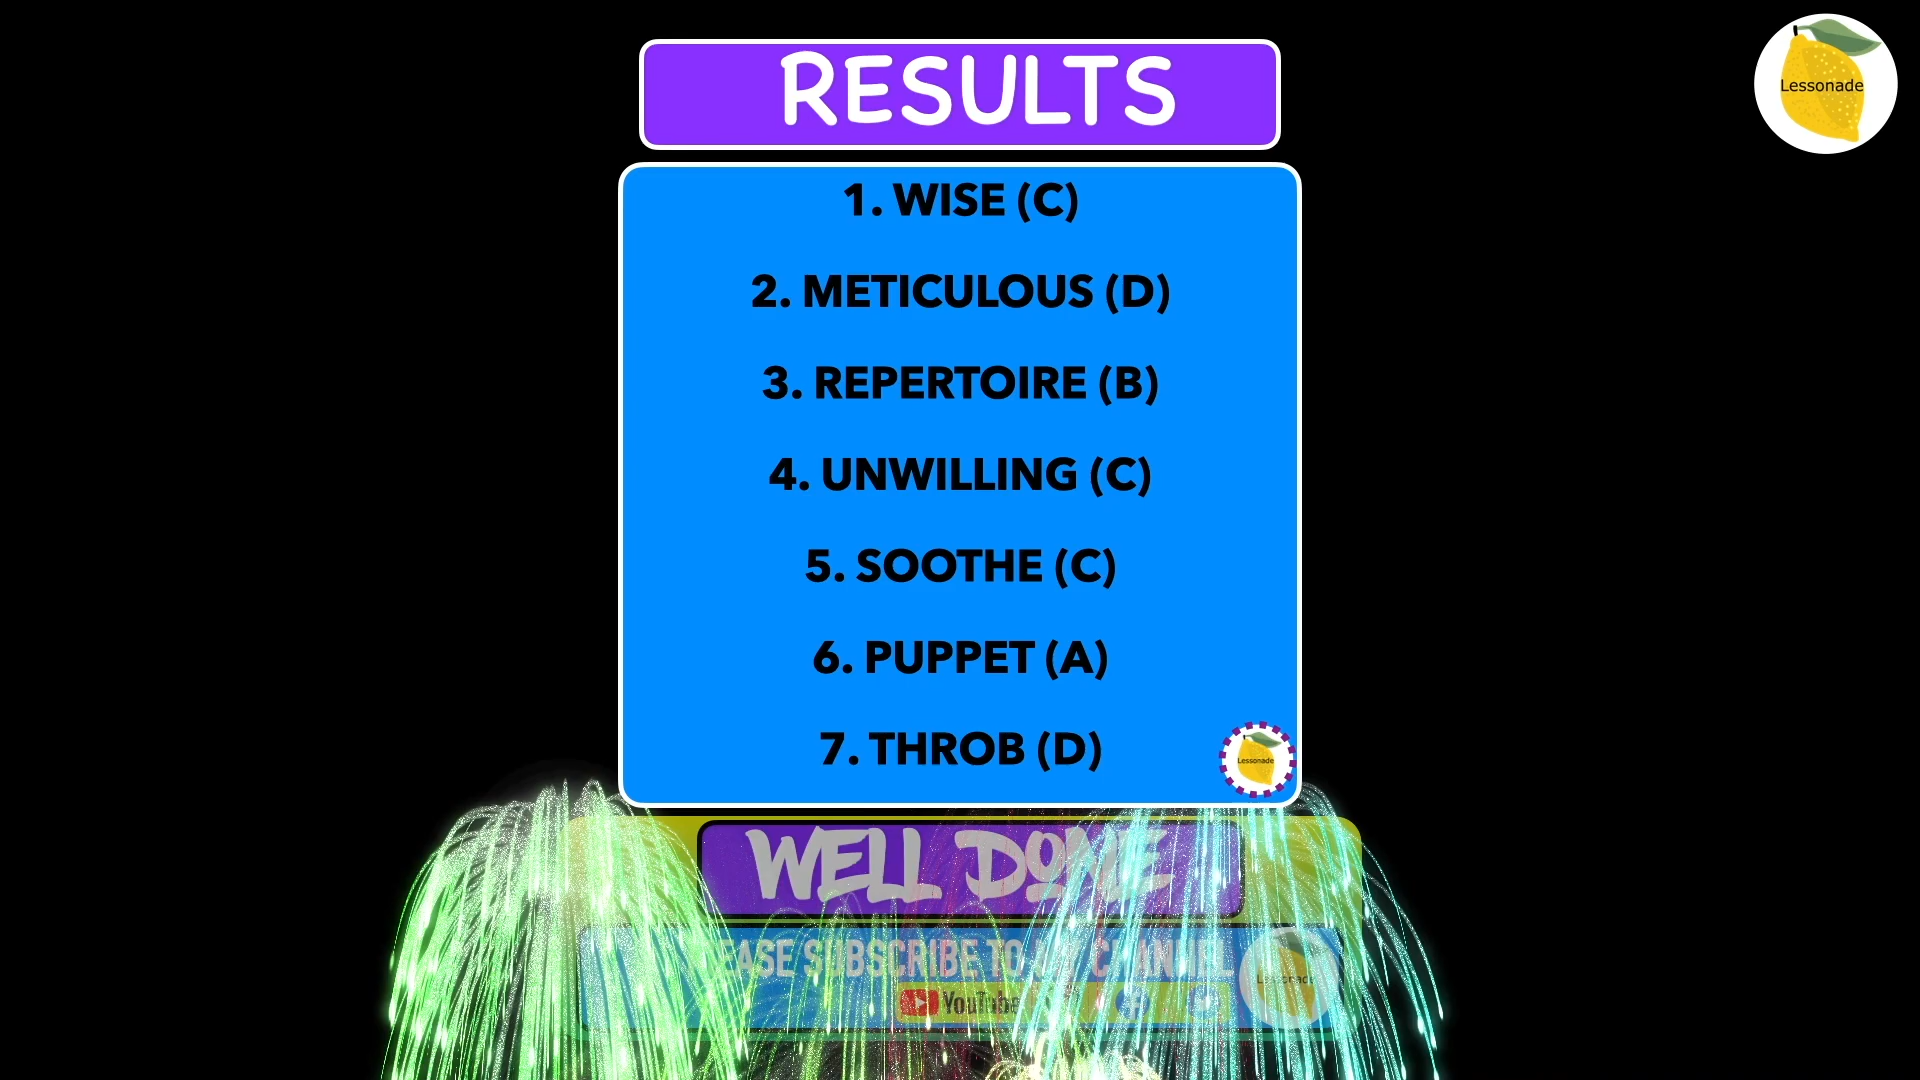 RESULTS
Lessonade
1. WISE (C)
2. METICULOUS (D)
3. REPERTOIRE (B)
4. UNWILLING (C)
5. SOOTHE (C)
6. PUPPET (A)
7. THROB (D)
Lessonade
WELL DONE
SUBSCRIBE TO
YouTube